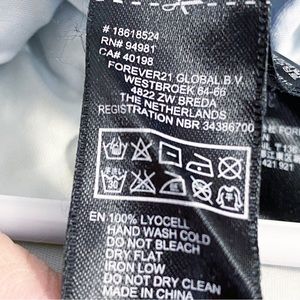 # 18618524
RN# 94981
CA# 40198
FOREVER21 GLOBAL B.V.
WESTBROEK 64-66
4822 ZW BREDA
THE NETHERLANDS
REGISTRATION NBR 34386700
EN 100% LYOCELL
HAND WASH COLD
DO NOT BLEACH
DRY FLAT
IRON LOW
DO NOT DRY CLEAN
MADE IN CHINA